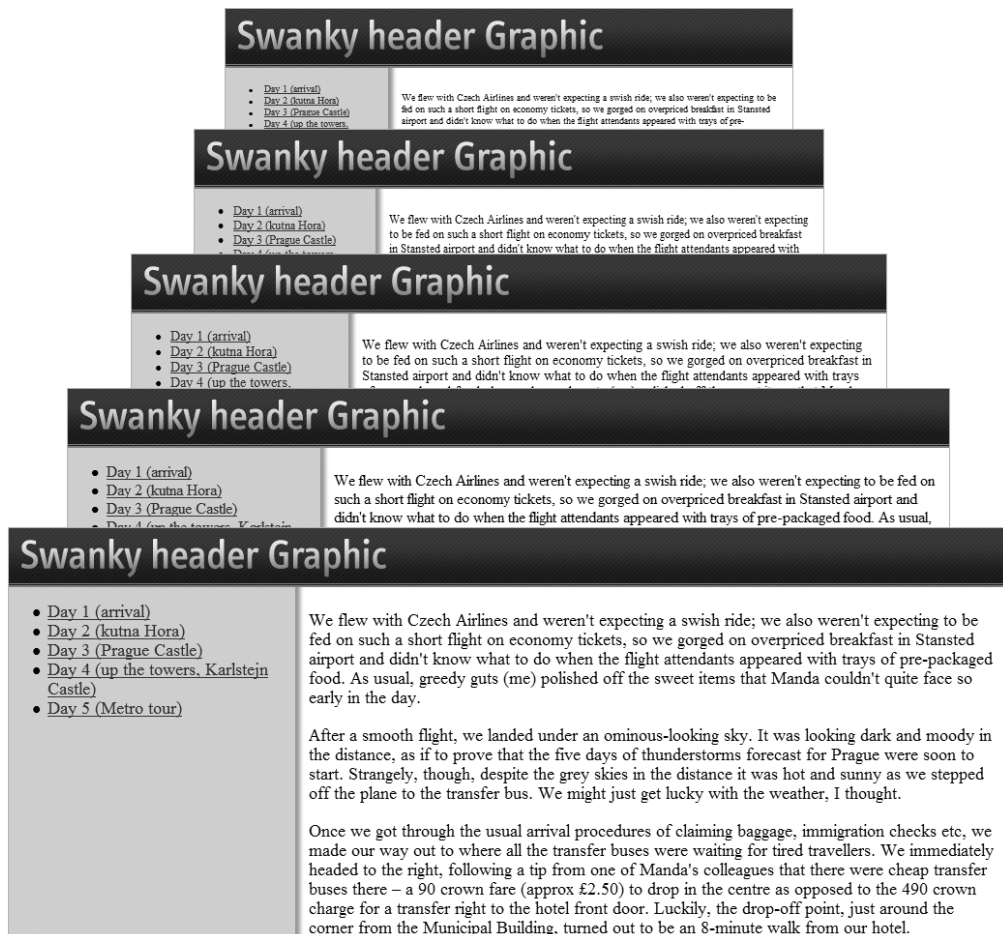 Swanky header Graphic
• Day 1 (arrival)
• Day 2 (kutna Hora)
• Day 3 (Prague Castle)
• Day 4 (up the towers,
We flew with Czech Airlines and weren't expecting a swish ride; we also weren't expecting to be
fed on such a short flight on economy tickets, so we gorged on overpriced breakfast in Stansted
airport and didn't know what to do when the flight attendants appeared with trays of pre-
Swanky header Graphic
• Day 1 (arrival)
• Day 2 (kutna Hora)
• Day 3 (Prague Castle)
• Day 4 (up the towers,
We flew with Czech Airlines and weren't expecting a swish ride; we also weren't expecting
to be fed on such a short flight on economy tickets, so we gorged on overpriced breakfast
in Stansted airport and didn't know what to do when the flight attendants appeared with
Swanky header Graphic
• Day 1 (arrival)
• Day 2 (kutna Hora)
• Day 3 (Prague Castle)
• Day 4 (up the towers,
We flew with Czech Airlines and weren't expecting a swish ride; we also weren't expecting
to be fed on such a short flight on economy tickets, so we gorged on overpriced breakfast in
Stansted airport and didn't know what to do when the flight attendants appeared with trays
Swanky header Graphic
• Day 1 (arrival)
• Day 2 (kutna Hora)
• Day 3 (Prague Castle)
• Day 4 (up the towers, Karlstejn
We flew with Czech Airlines and weren't expecting a swish ride; we also weren't expecting to be fed on
such a short flight on economy tickets, so we gorged on overpriced breakfast in Stansted airport and
didn't know what to do when the flight attendants appeared with trays of pre-packaged food. As usual,
Swanky header Graphic
• Day 1 (arrival)
• Day 2 (kutna Hora)
• Day 3 (Prague Castle)
• Day 4 (up the towers, Karlstejn
Castle)
• Day 5 (Metro tour)
We flew with Czech Airlines and weren't expecting a swish ride; we also weren't expecting to be
fed on such a short flight on economy tickets, so we gorged on overpriced breakfast in Stansted
airport and didn't know what to do when the flight attendants appeared with trays of pre-packaged
food. As usual, greedy guts (me) polished off the sweet items that Manda couldn't quite face so
early in the day.
After a smooth flight, we landed under an ominous-looking sky. It was looking dark and moody in
the distance, as if to prove that the five days of thunderstorms forecast for Prague were soon to
start. Strangely, though, despite the grey skies in the distance it was hot and sunny as we stepped
off the plane to the transfer bus. We might just get lucky with the weather, I thought.
Once we got through the usual arrival procedures of claiming baggage, immigration checks etc, we
made our way out to where all the transfer buses were waiting for tired travellers. We immediately
headed to the right, following a tip from one of Manda's colleagues that there were cheap transfer
buses there – a 90 crown fare (approx £2.50) to drop in the centre as opposed to the 490 crown
charge for a transfer right to the hotel front door. Luckily, the drop-off point, just around the
corner from the Municipal Building, turned out to be an 8-minute walk from our hotel.